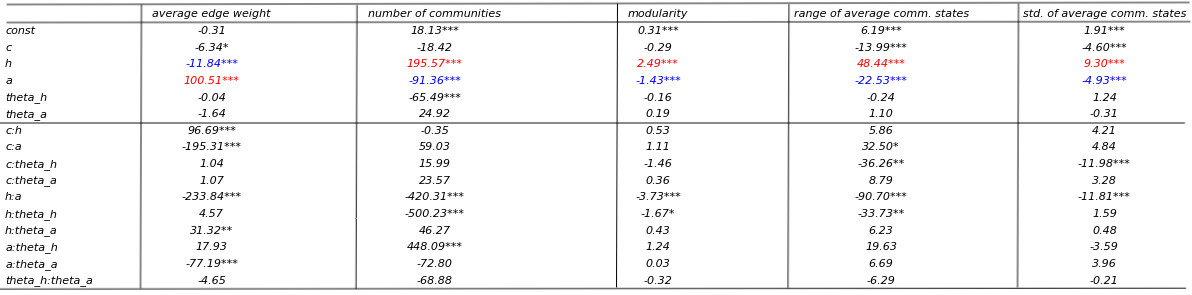 average edge weight number of communities modularity range of average comm. states std. of average comm. states
const -0.31 18.13*** 0.31*** 6.19*** 1.91***
c -6.34* -18.42 -0.29 -13.99*** -4.60***
h -11.84*** 195.57*** 2.49*** 48.44*** 9.30***
a 100.51*** -91.36*** -1.43*** -22.53*** -4.93***
theta_h -0.04 -65.49*** -0.16 -0.24 1.24
theta_a -1.64 24.92 0.19 1.10 -0.31
c:h 96.69*** -0.35 0.53 5.86 4.21
c:a -195.31*** 59.03 1.11 32.50* 4.84
c:theta_h 1.04 15.99 -1.46 -36.26** -11.98***
c:theta_a 1.07 23.57 0.36 8.79 3.28
h:a -233.84*** -420.31*** -3.73*** -90.70*** -11.81***
h:theta_h 4.57 -500.23*** -1.67* -33.73** 1.59
h:theta_a 31.32** 46.27 0.43 6.23 0.48
a:theta_h 17.93 448.09*** 1.24 19.63 -3.59
a:theta_a -77.19*** -72.80 0.03 6.69 3.96
theta_h:theta_a -4.65 -68.88 -0.32 -6.29 -0.21